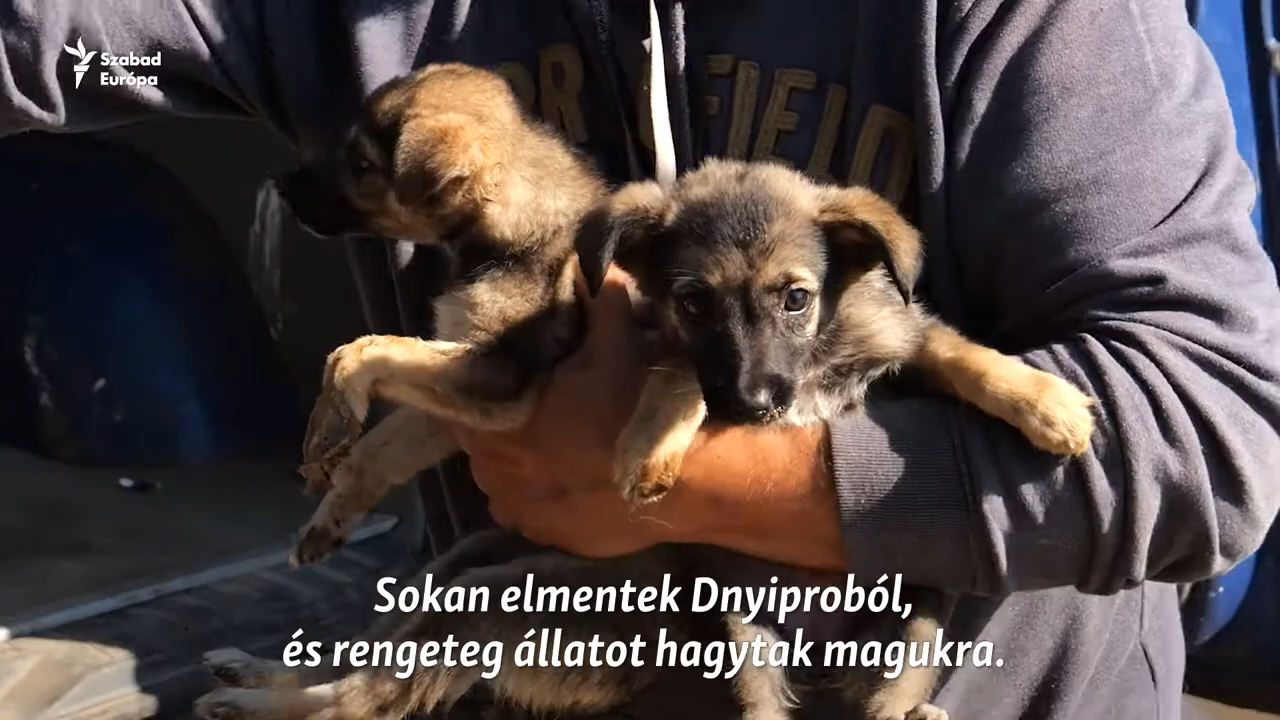 Szabad
Európa
Sokan elmentek Dnyiproból,
és rengeteg állatot hagytak magukra.